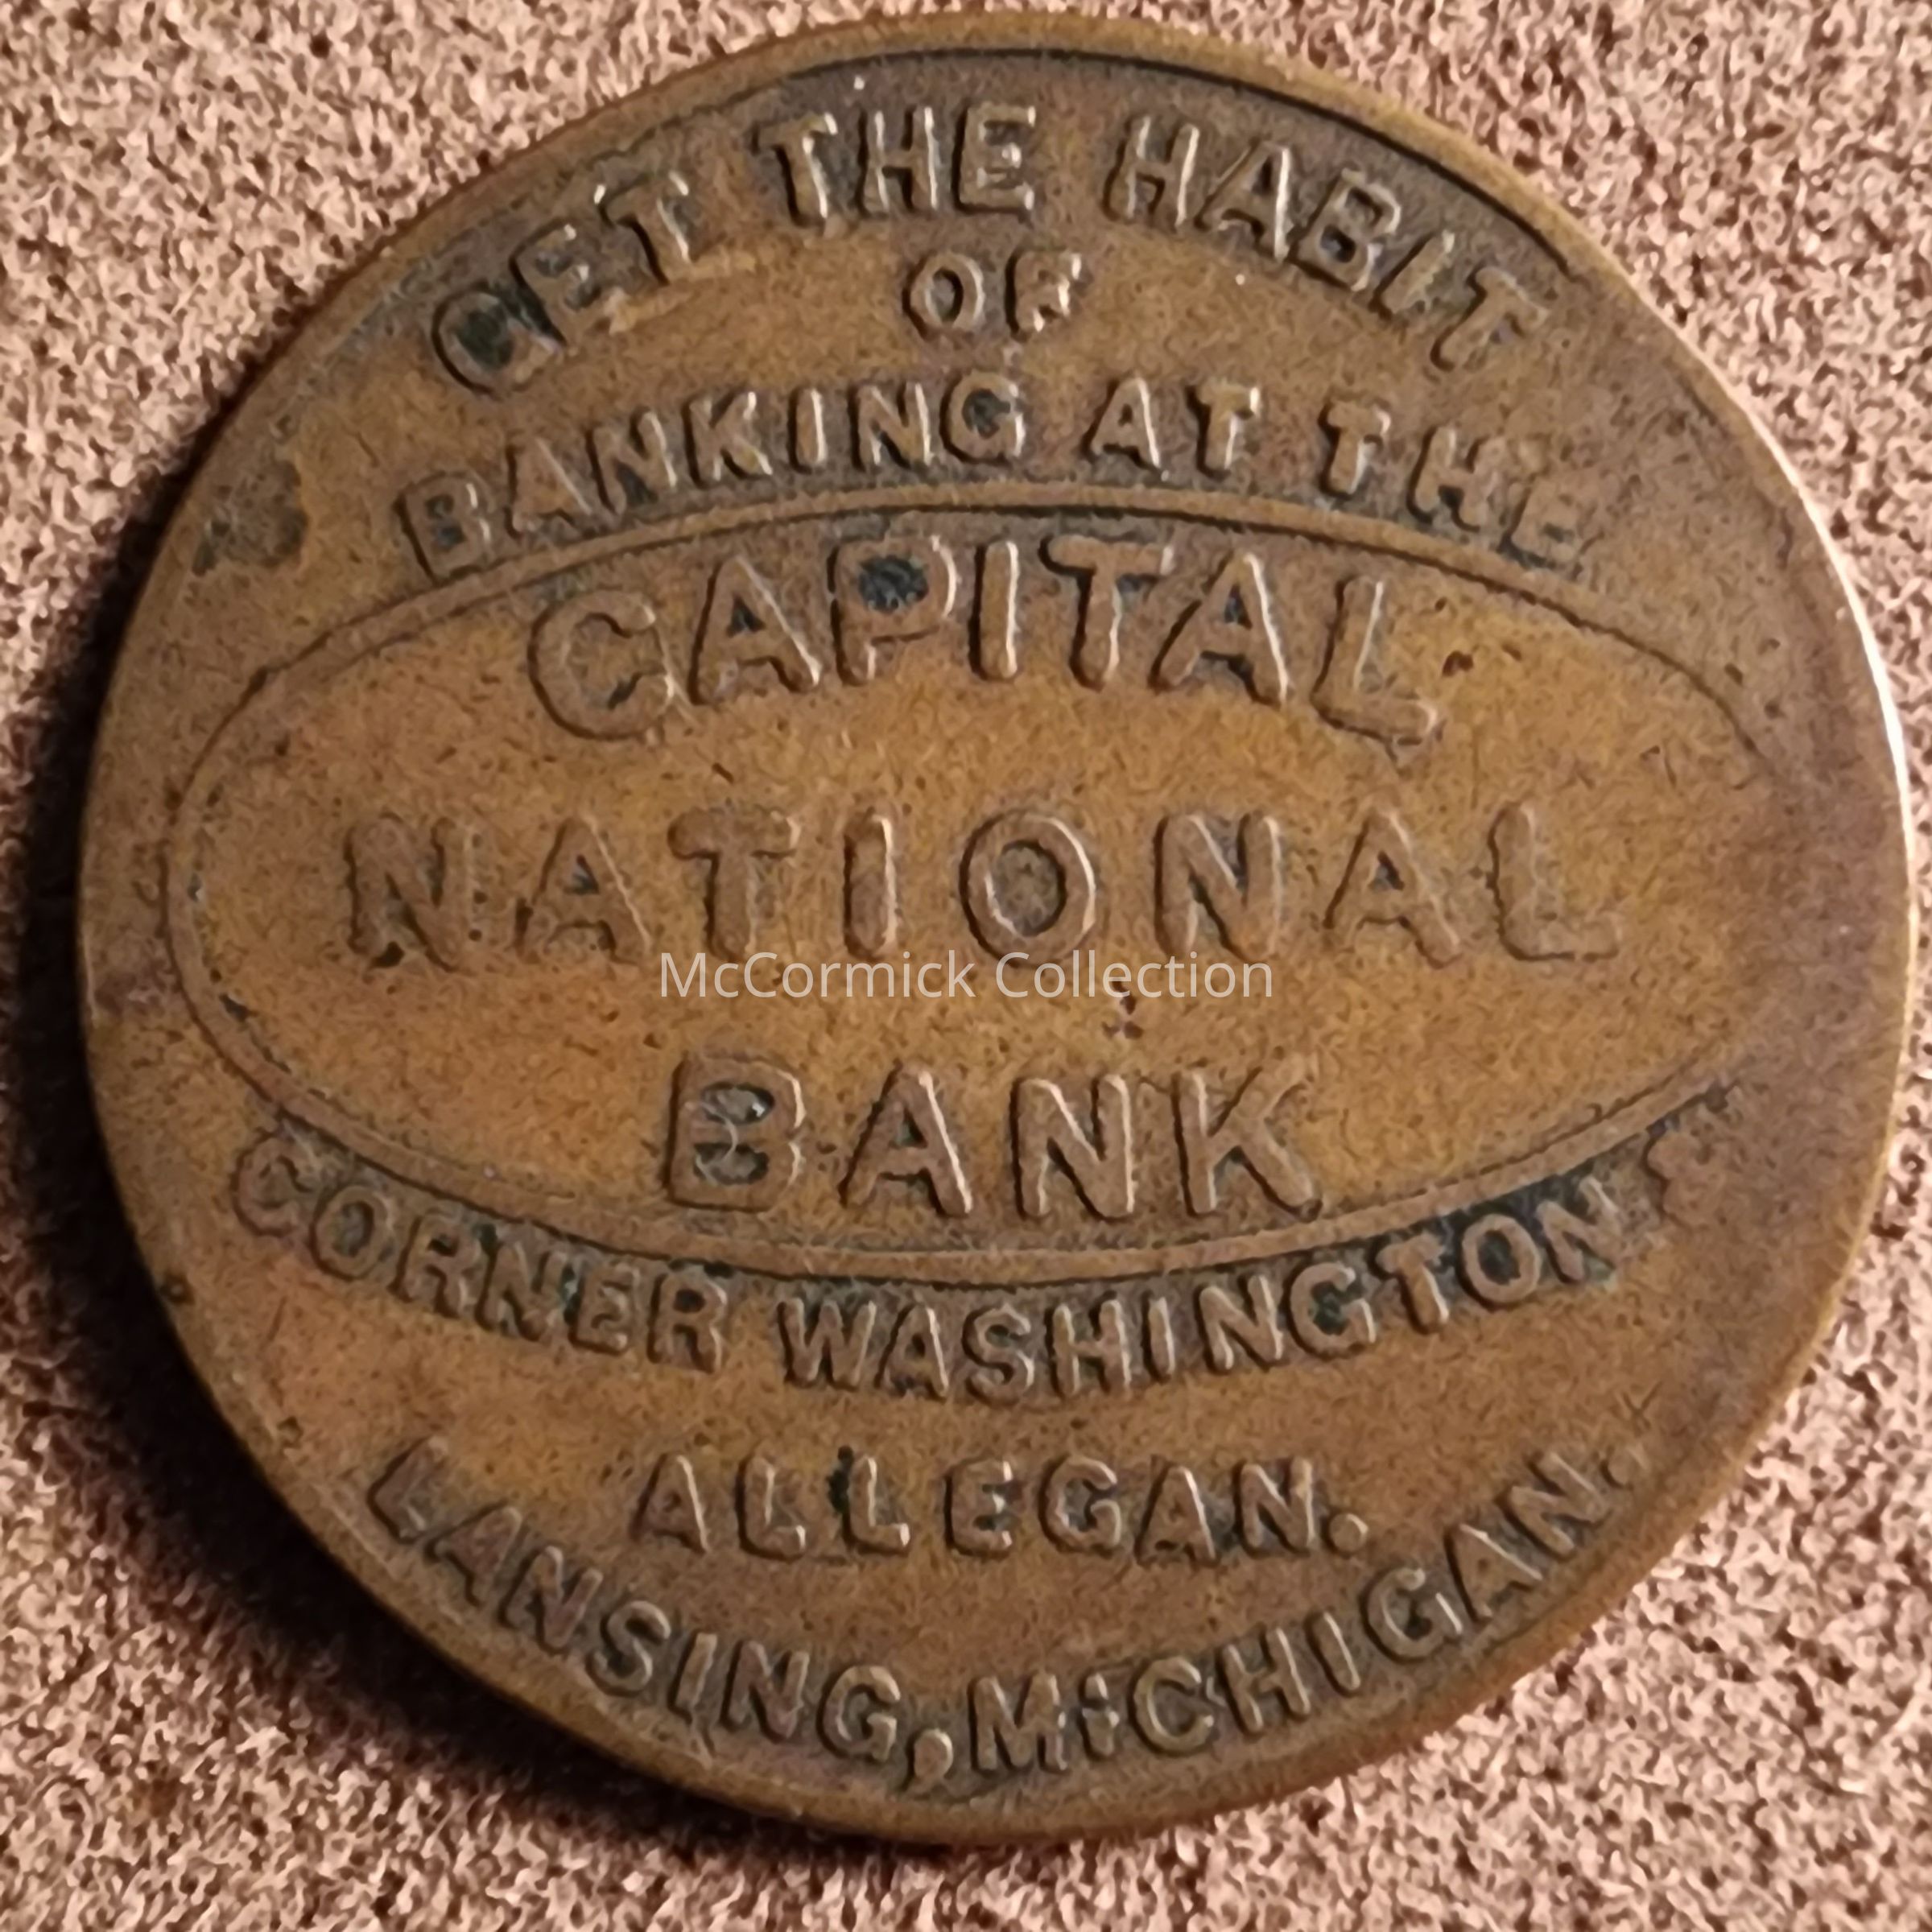 GET THE HABIT
OF
BANKING AT THE
CAPITAL
NATIONAL
McCormick Collection
BANK
CORNER WASHINGTON &
ALLEGAN.
LANSING, MICHIGAN.